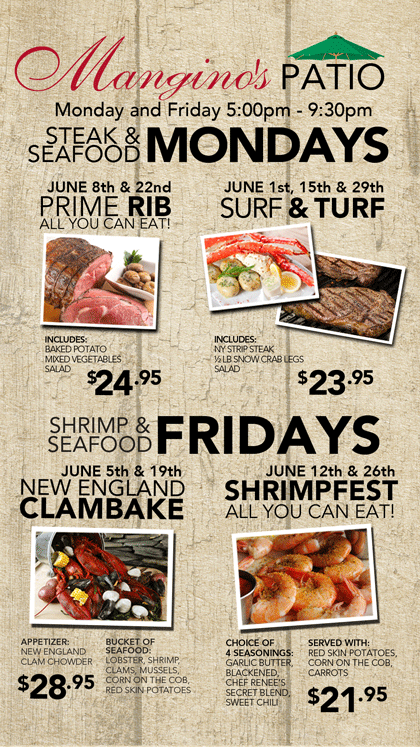 Mangino's PATIO
Monday and Friday 5:00pm - 9:30pm
STEAK &
SEAFOOD MONDAYS
JUNE 8th & 22nd
PRIME RIB
ALL YOU CAN EAT!
INCLUDES:
BAKED POTATO
MIXED VEGETABLES
SALAD
$24.95
JUNE 1st, 15th & 29th
SURF & TURF
INCLUDES:
NY STRIP STEAK
½ LB SNOW CRAB LEGS
SALAD
$23.95
SHRIMP &
SEAFOOD FRIDAYS
JUNE 5th & 19th
NEW ENGLAND
CLAMBAKE
APPETIZER:
NEW ENGLAND
CLAM CHOWDER
$28.95
BUCKET OF
SEAFOOD:
LOBSTER, SHRIMP,
CLAMS, MUSSELS,
CORN ON THE COB,
RED SKIN POTATOES
JUNE 12th & 26th
SHRIMPFEST
ALL YOU CAN EAT!
CHOICE OF
4 SEASONINGS:
GARLIC BUTTER,
BLACKENED,
CHEF RENEE'S
SECRET BLEND,
SWEET CHILI
SERVED WITH:
RED SKIN POTATOES,
CORN ON THE COB,
CARROTS
$21.95